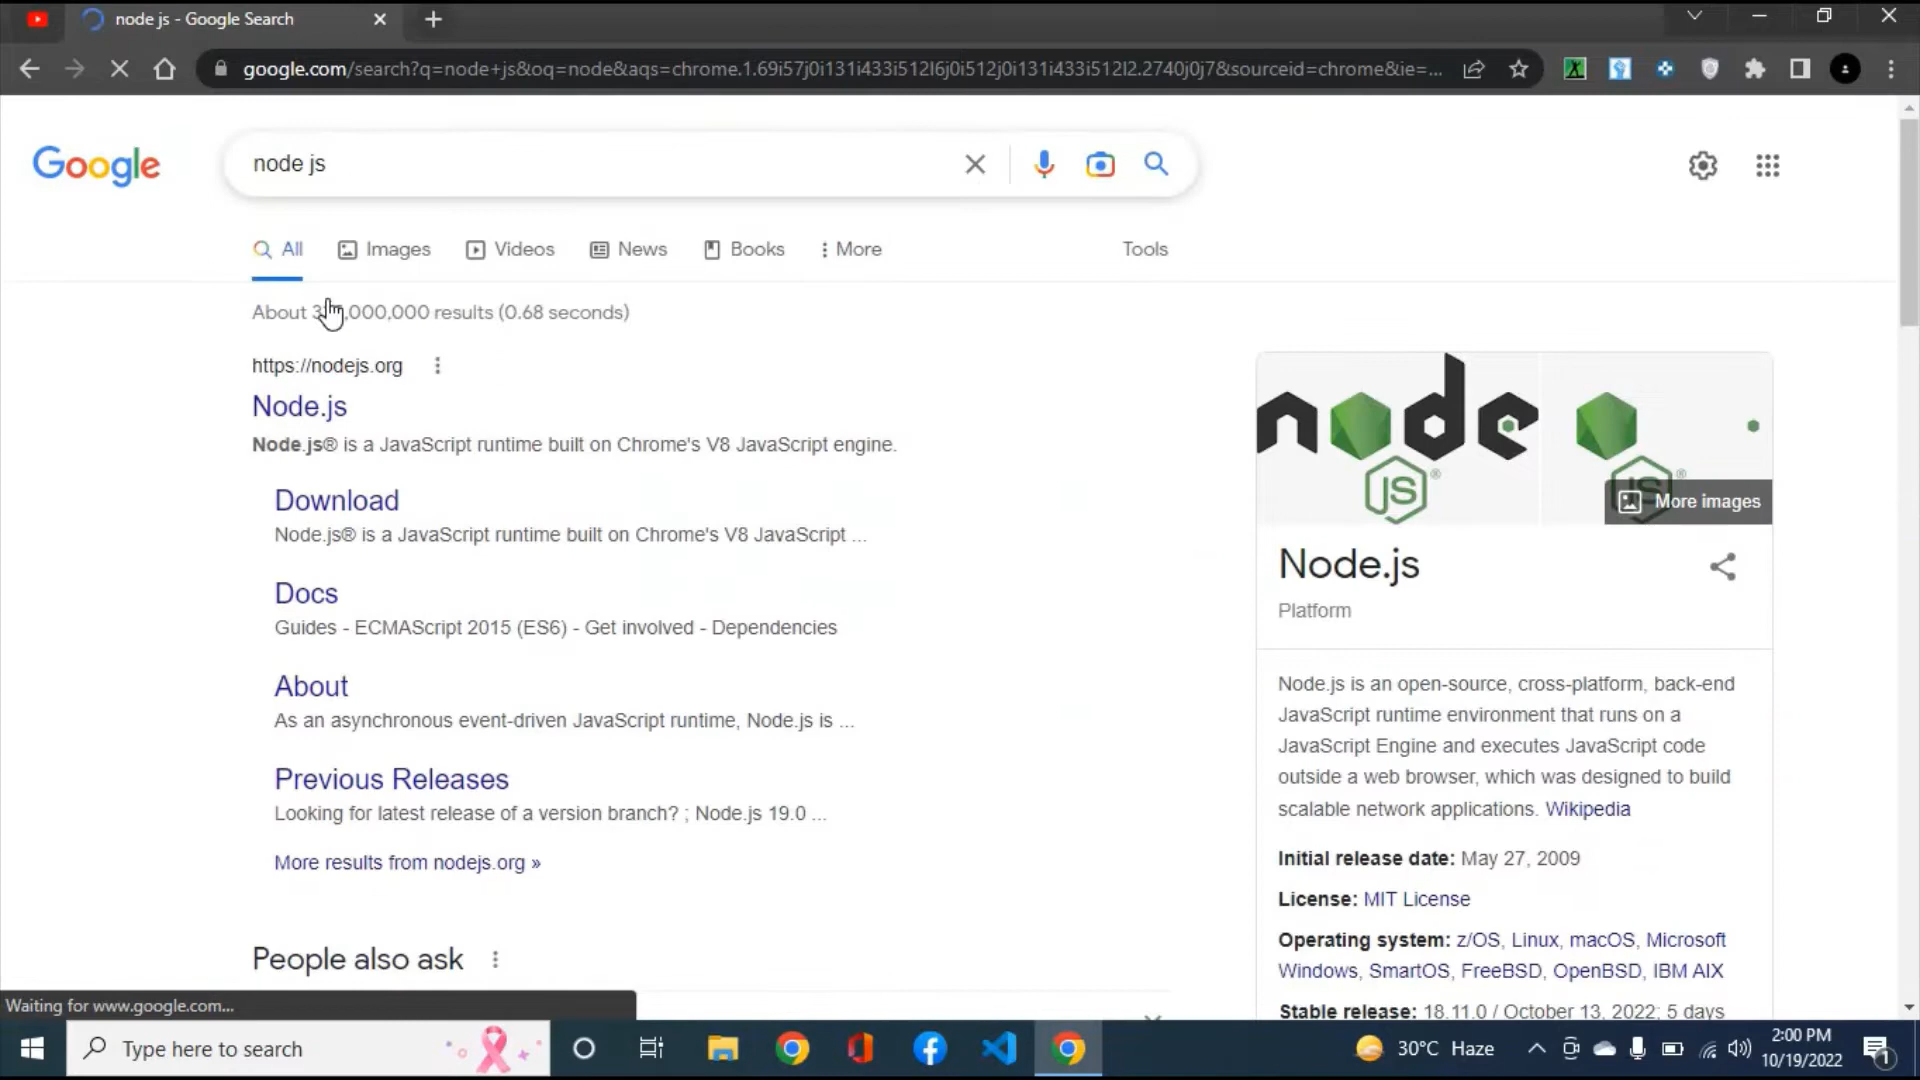 node js - Google Search
google.com/search?q=node+js&oq=node&aqs=chrome.1.69i57j0i131i433i512l6j0i512j0i131i433i512l2.2740j0j7&sourceid=chrome&ie=...
Google
node js
All
Images
Videos
News
Books
More
Tools
About 3 ,000,000 results (0.68 seconds)
https://nodejs.org
Node.js
Node.js® is a JavaScript runtime built on Chrome's V8 JavaScript engine.
Download
Node.js® is a JavaScript runtime built on Chrome's V8 JavaScript ...
Docs
Guides - ECMAScript 2015 (ES6) - Get involved - Dependencies
About
As an asynchronous event-driven JavaScript runtime, Node.js is ...
Previous Releases
Looking for latest release of a version branch? ; Node.js 19.0 ...
More results from nodejs.org »
People also ask
node
JS®
JS®
More images
Node.js
Platform
Node.js is an open-source, cross-platform, back-end
JavaScript runtime environment that runs on a
JavaScript Engine and executes JavaScript code
outside a web browser, which was designed to build
scalable network applications. Wikipedia
Initial release date: May 27, 2009
License: MIT License
Operating system: z/OS, Linux, macOS, Microsoft
Windows, SmartOS, FreeBSD, OpenBSD, IBM AIX
Stable release: 18.11.0 / October 13, 2022; 5 days
Waiting for www.google.com...
Type here to search
30°C Haze
2:00 PM
10/19/2022
1